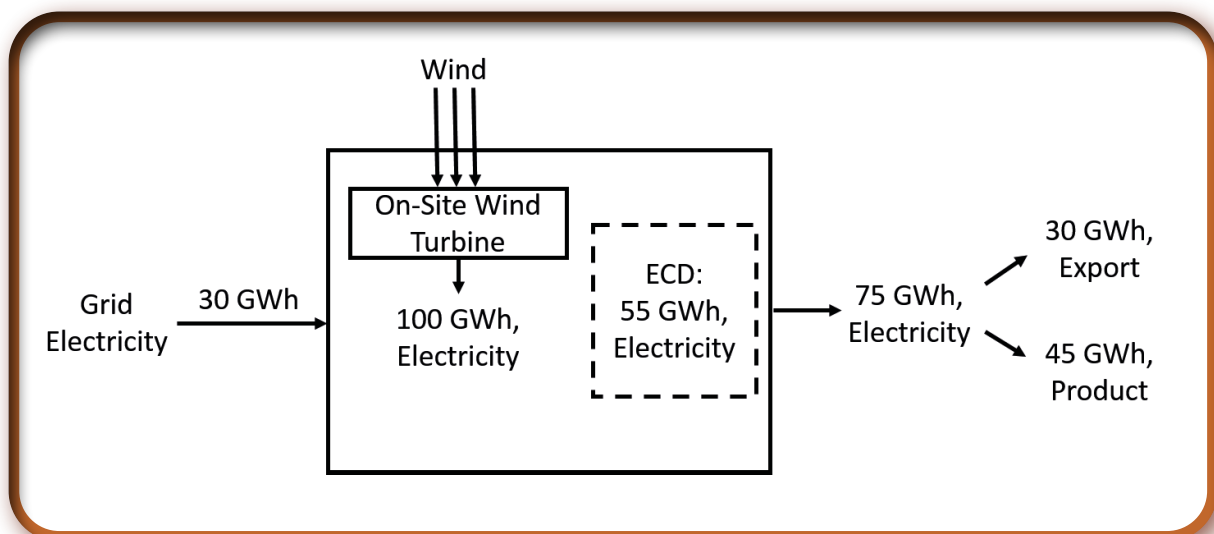 Wind
On-Site Wind
Turbine
Grid
Electricity
30 GWh
100 GWh,
Electricity
ECD:
55 GWh,
Electricity
75 GWh,
Electricity
30 GWh,
Export
45 GWh,
Product